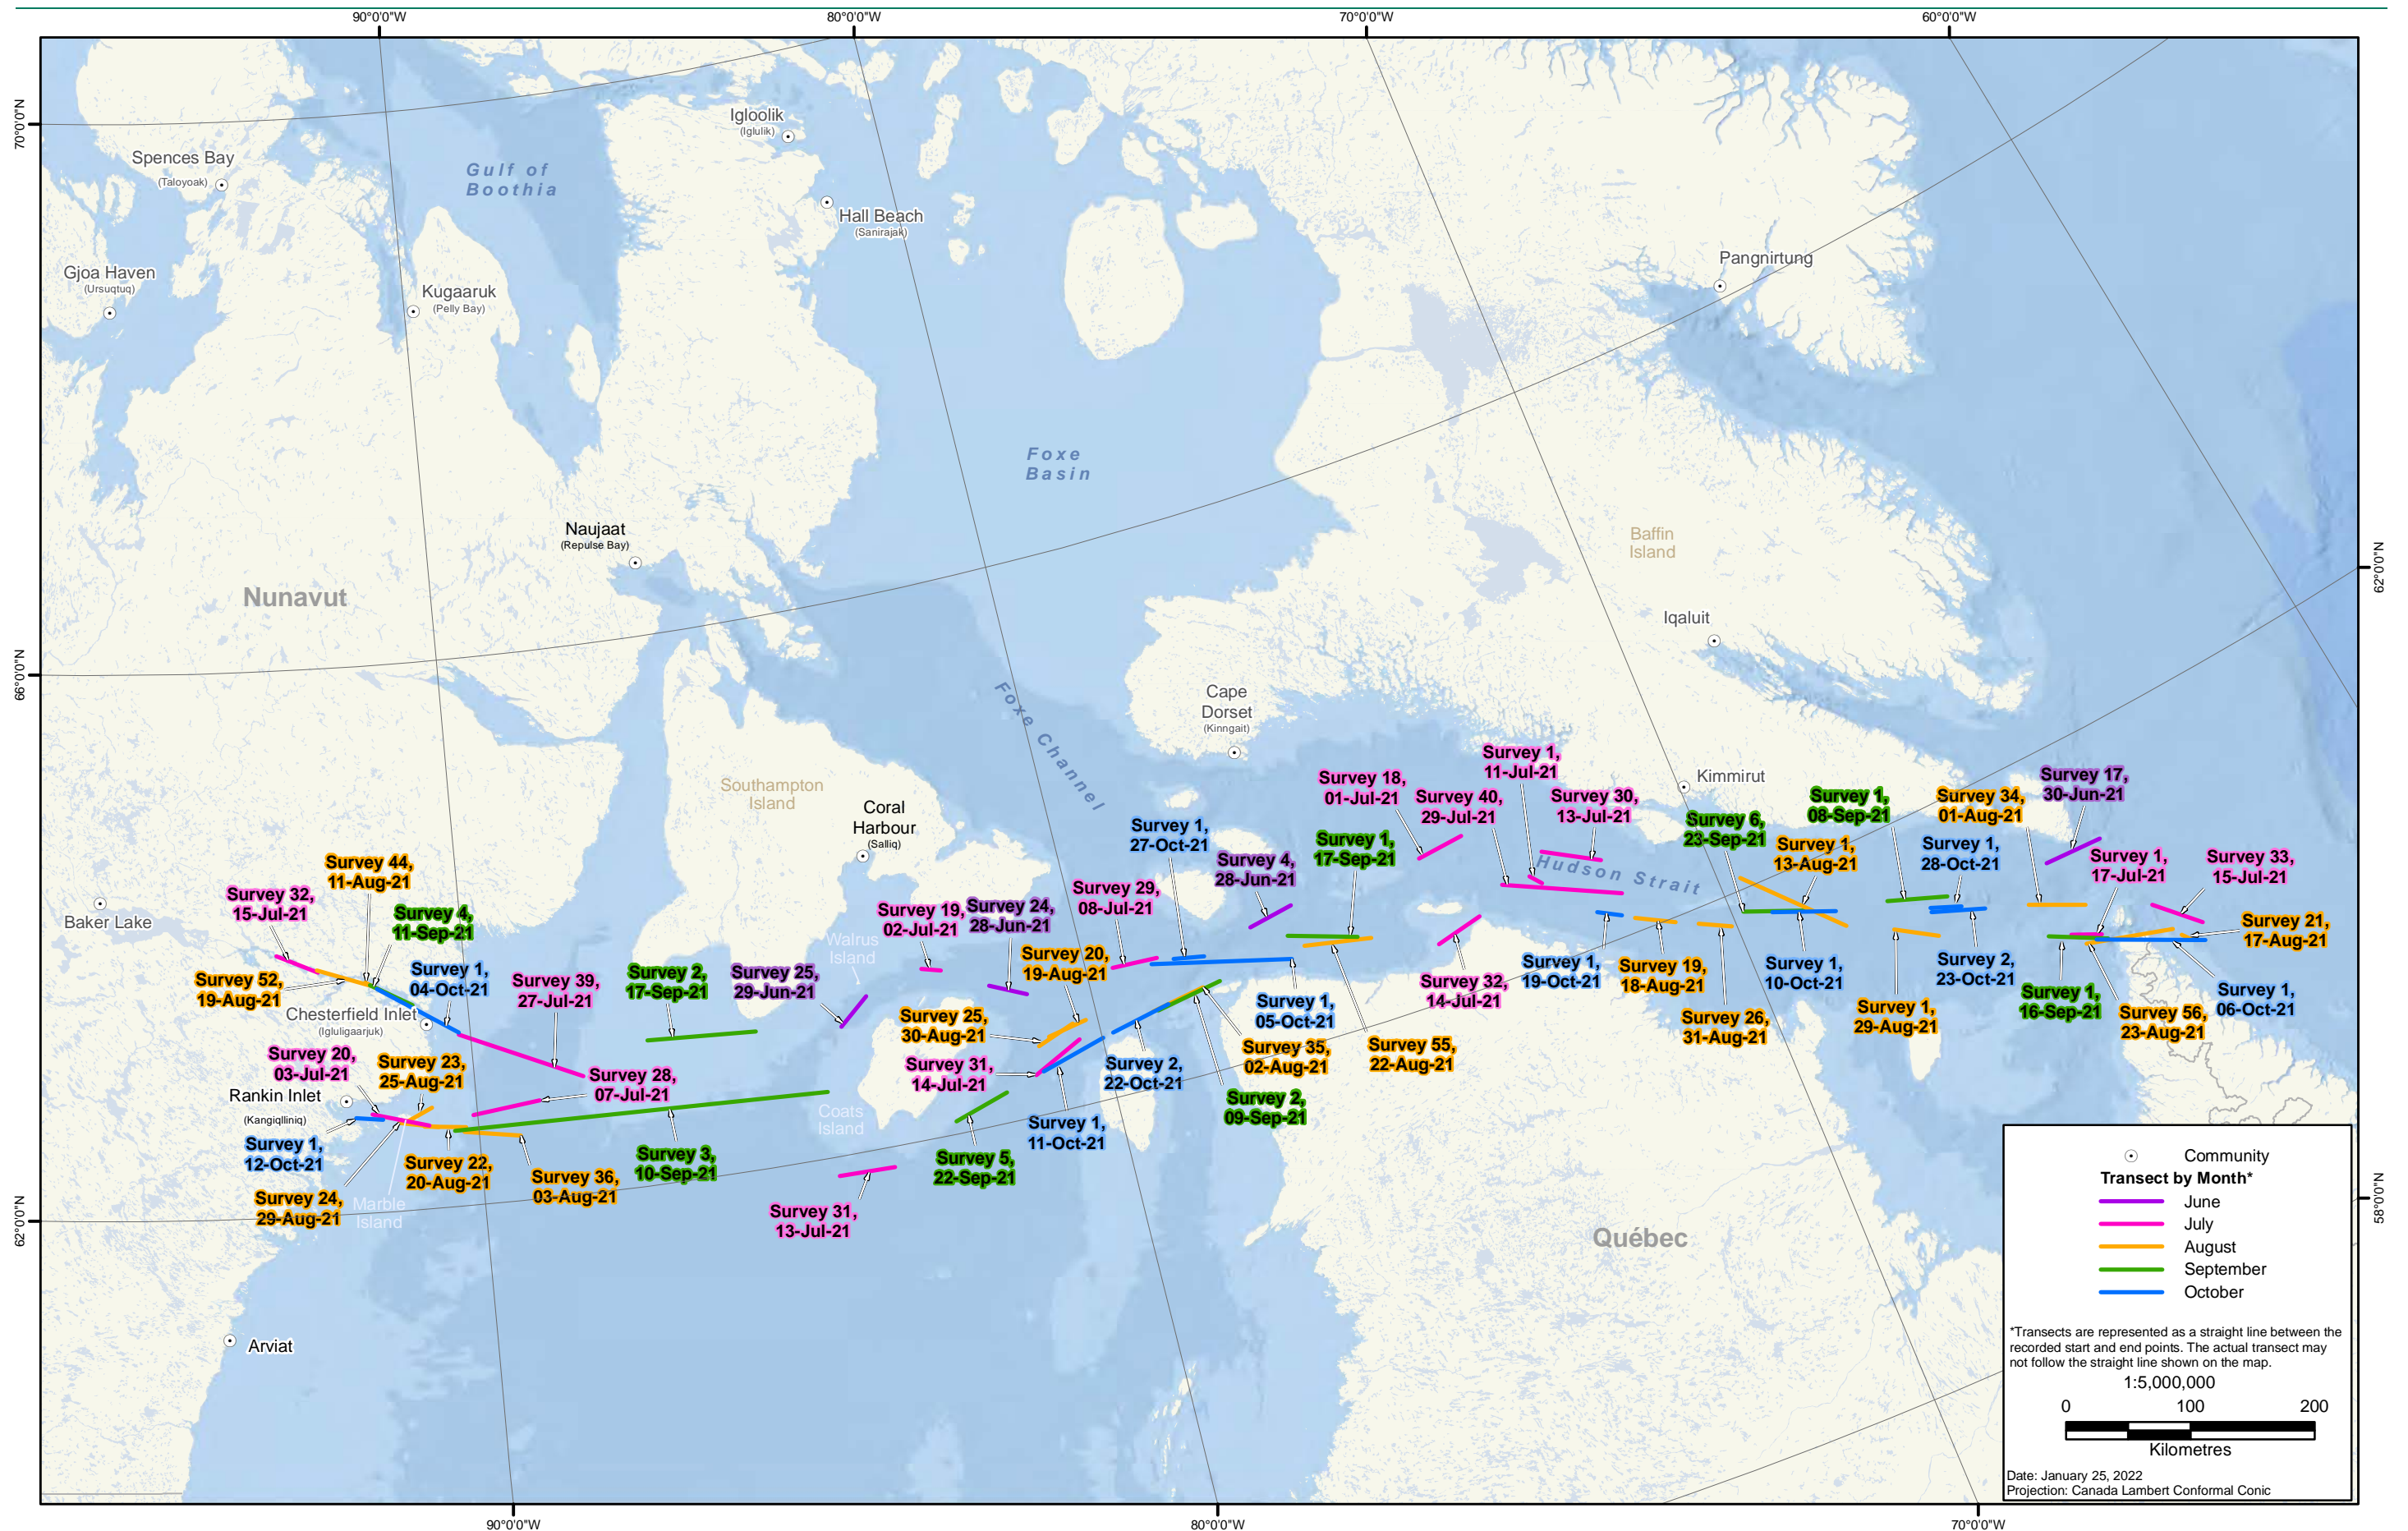 90°0'0"W
80°0'0"W
70°0'0"W
60°0'0"W
70°0'0"N
66°0'0"N
62°0'0"N
62°0'0"N
58°0'0"N
Igloolik
(Iglulik)
Spences Bay
(Taloyoak)
Gulf of
Boothia
Hall Beach
(Sanirajak)
Gjoa Haven
(Ursuqtuq)
Kugaaruk
(Pelly Bay)
Pangnirtung
Foxe
Basin
Naujaat
(Repulse Bay)
Baffin
Island
Nunavut
Iqaluit
Foxe Channel
Cape
Dorset
(Kinngait)
Southampton
Island
Coral
Harbour
(Salliq)
Kimmirut
Hudson Strait
Baker Lake
Walrus
Island
Chesterfield Inlet
(Igluligaarjuk)
Rankin Inlet
(Kangiqlliniq)
Coats
Island
Marble
Island
Arviat
Québec
Survey 44,
11-Aug-21
Survey 32,
15-Jul-21
Survey 4,
11-Sep-21
Survey 52,
19-Aug-21
Survey 1,
04-Oct-21
Survey 39,
27-Jul-21
Survey 2,
17-Sep-21
Survey 25,
29-Jun-21
Survey 20,
03-Jul-21
Survey 23,
25-Aug-21
Survey 28,
07-Jul-21
Survey 1,
12-Oct-21
Survey 24,
29-Aug-21
Survey 22,
20-Aug-21
Survey 36,
03-Aug-21
Survey 3,
10-Sep-21
Survey 31,
13-Jul-21
Survey 19,
02-Jul-21
Survey 24,
28-Jun-21
Survey 29,
08-Jul-21
Survey 20,
19-Aug-21
Survey 25,
30-Aug-21
Survey 31,
14-Jul-21
Survey 5,
22-Sep-21
Survey 1,
11-Oct-21
Survey 2,
22-Oct-21
Survey 1,
27-Oct-21
Survey 4,
28-Jun-21
Survey 1,
17-Sep-21
Survey 18,
01-Jul-21
Survey 40,
29-Jul-21
Survey 1,
11-Jul-21
Survey 30,
13-Jul-21
Survey 1,
05-Oct-21
Survey 35,
02-Aug-21
Survey 2,
09-Sep-21
Survey 55,
22-Aug-21
Survey 32,
14-Jul-21
Survey 1,
19-Oct-21
Survey 19,
18-Aug-21
Survey 26,
31-Aug-21
Survey 6,
23-Sep-21
Survey 1,
13-Aug-21
Survey 1,
08-Sep-21
Survey 34,
01-Aug-21
Survey 1,
28-Oct-21
Survey 17,
30-Jun-21
Survey 1,
17-Jul-21
Survey 33,
15-Jul-21
Survey 21,
17-Aug-21
Survey 1,
10-Oct-21
Survey 1,
29-Aug-21
Survey 2,
23-Oct-21
Survey 1,
16-Sep-21
Survey 56,
23-Aug-21
Survey 1,
06-Oct-21
Community
Transect by Month*
June
July
August
September
October
*Transects are represented as a straight line between the
recorded start and end points. The actual transect may
not follow the straight line shown on the map.
1:5,000,000
0 100 200
Kilometres
Date: January 25, 2022
Projection: Canada Lambert Conformal Conic
90°0'0"W
80°0'0"W
70°0'0"W